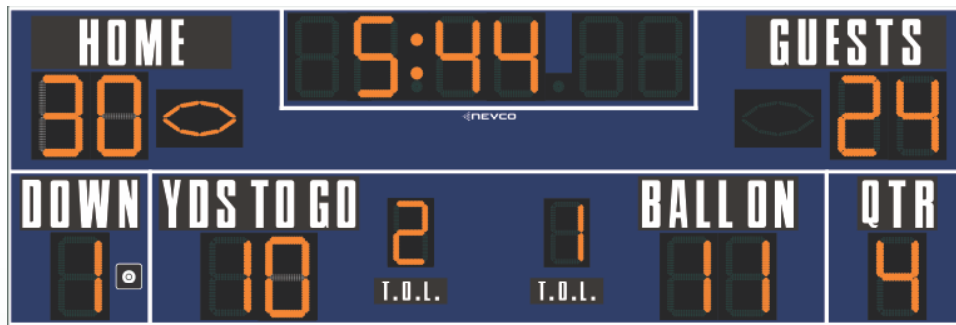 HOME 5:44 GUESTS
30 24
NEVCO
DOWN YDS TO GO 2 1 BALL ON QTR
1 10 T.O.L. T.O.L. 11 4